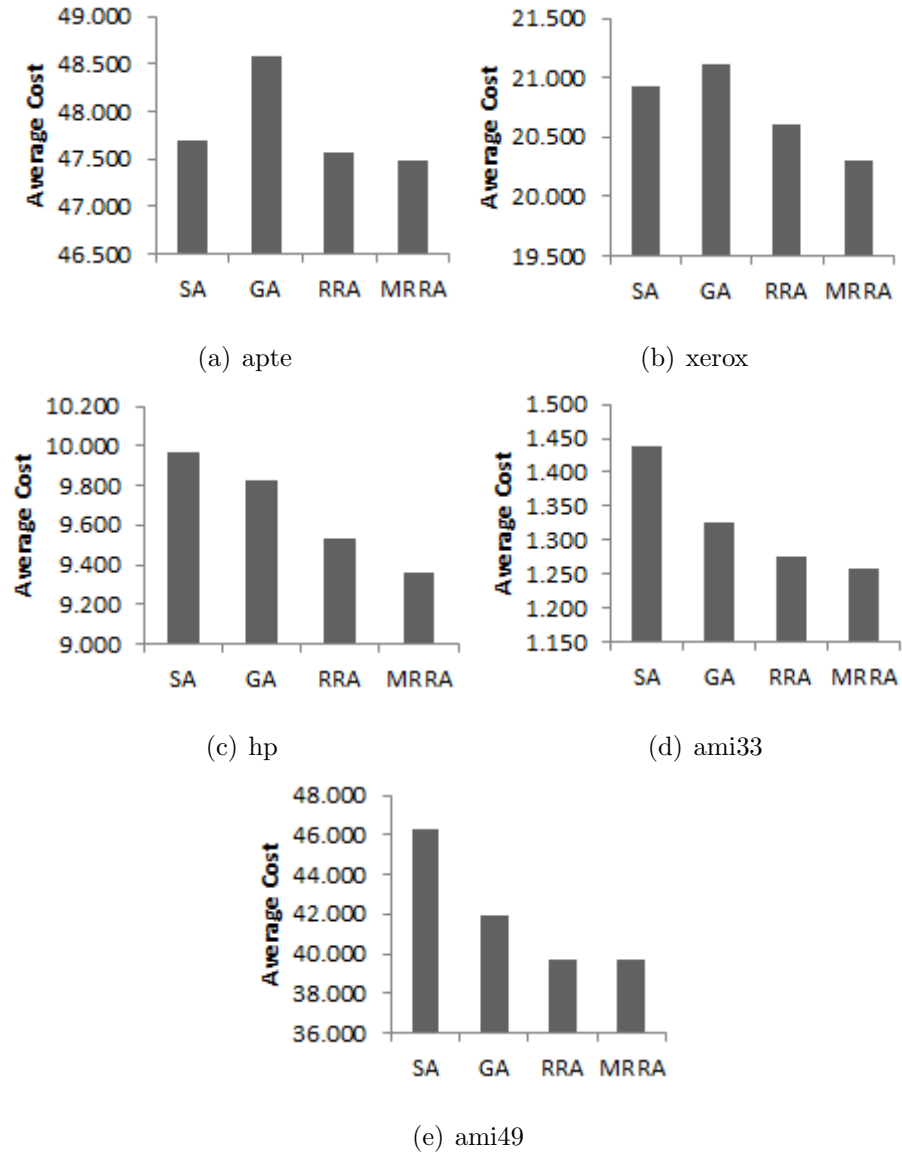 49.000
48.500
48.000
47.500
47.000
46.500
Average Cost
SA GA RRA MRRA
(a) apte
21.500
21.000
20.500
20.000
19.500
Average Cost
SA GA RRA MRRA
(b) xerox
10.200
10.000
9.800
9.600
9.400
9.200
9.000
Average Cost
SA GA RRA MRRA
(c) hp
1.500
1.450
1.400
1.350
1.300
1.250
1.200
1.150
Average Cost
SA GA RRA MRRA
(d) ami33
48.000
46.000
44.000
42.000
40.000
38.000
36.000
Average Cost
SA GA RRA MRRA
(e) ami49